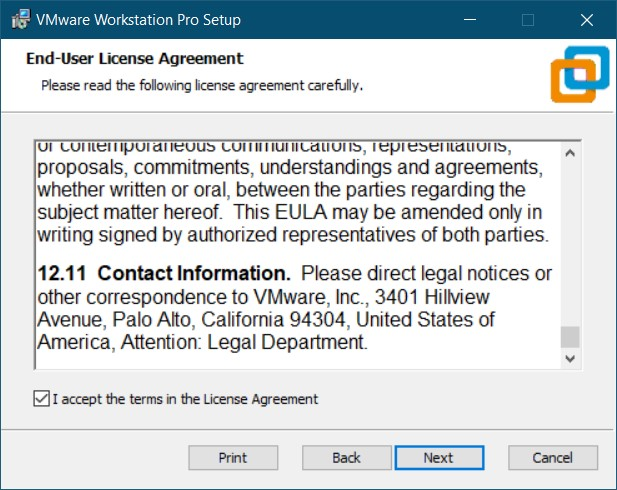 VMware Workstation Pro Setup
End-User License Agreement
Please read the following license agreement carefully.
or contemporaneous communications, representations,
proposals, commitments, understandings and agreements,
whether written or oral, between the parties regarding the
subject matter hereof.  This EULA may be amended only in
writing signed by authorized representatives of both parties.
12.11  Contact Information.  Please direct legal notices or
other correspondence to VMware, Inc., 3401 Hillview
Avenue, Palo Alto, California 94304, United States of
America, Attention: Legal Department.
I accept the terms in the License Agreement
Print Back Next Cancel